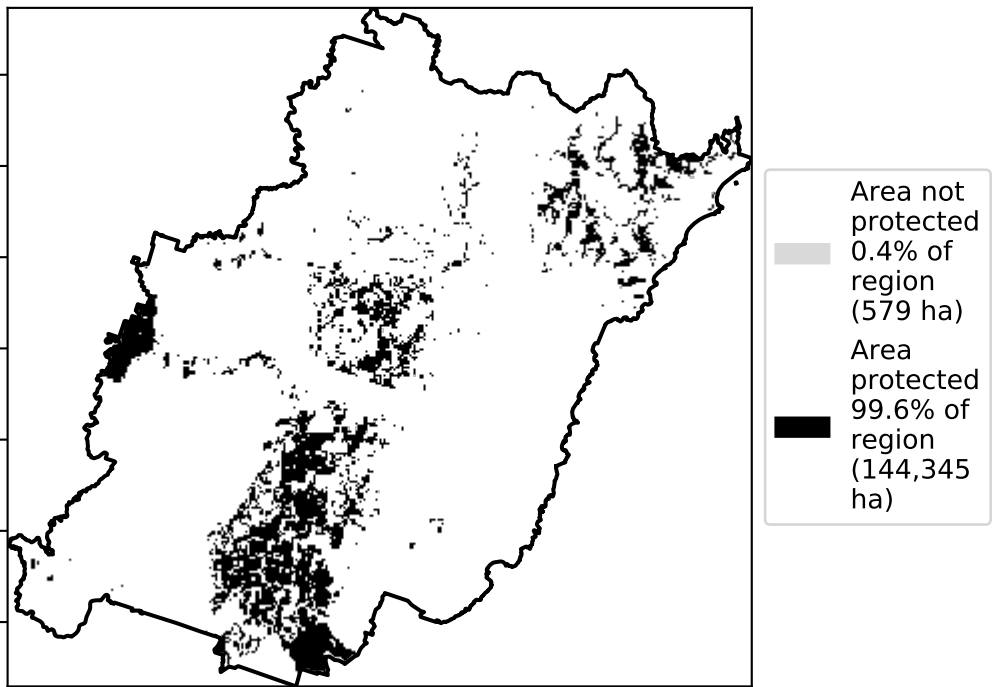 Area not
protected
0.4% of
region
(579 ha)
Area
protected
99.6% of
region
(144,345
ha)